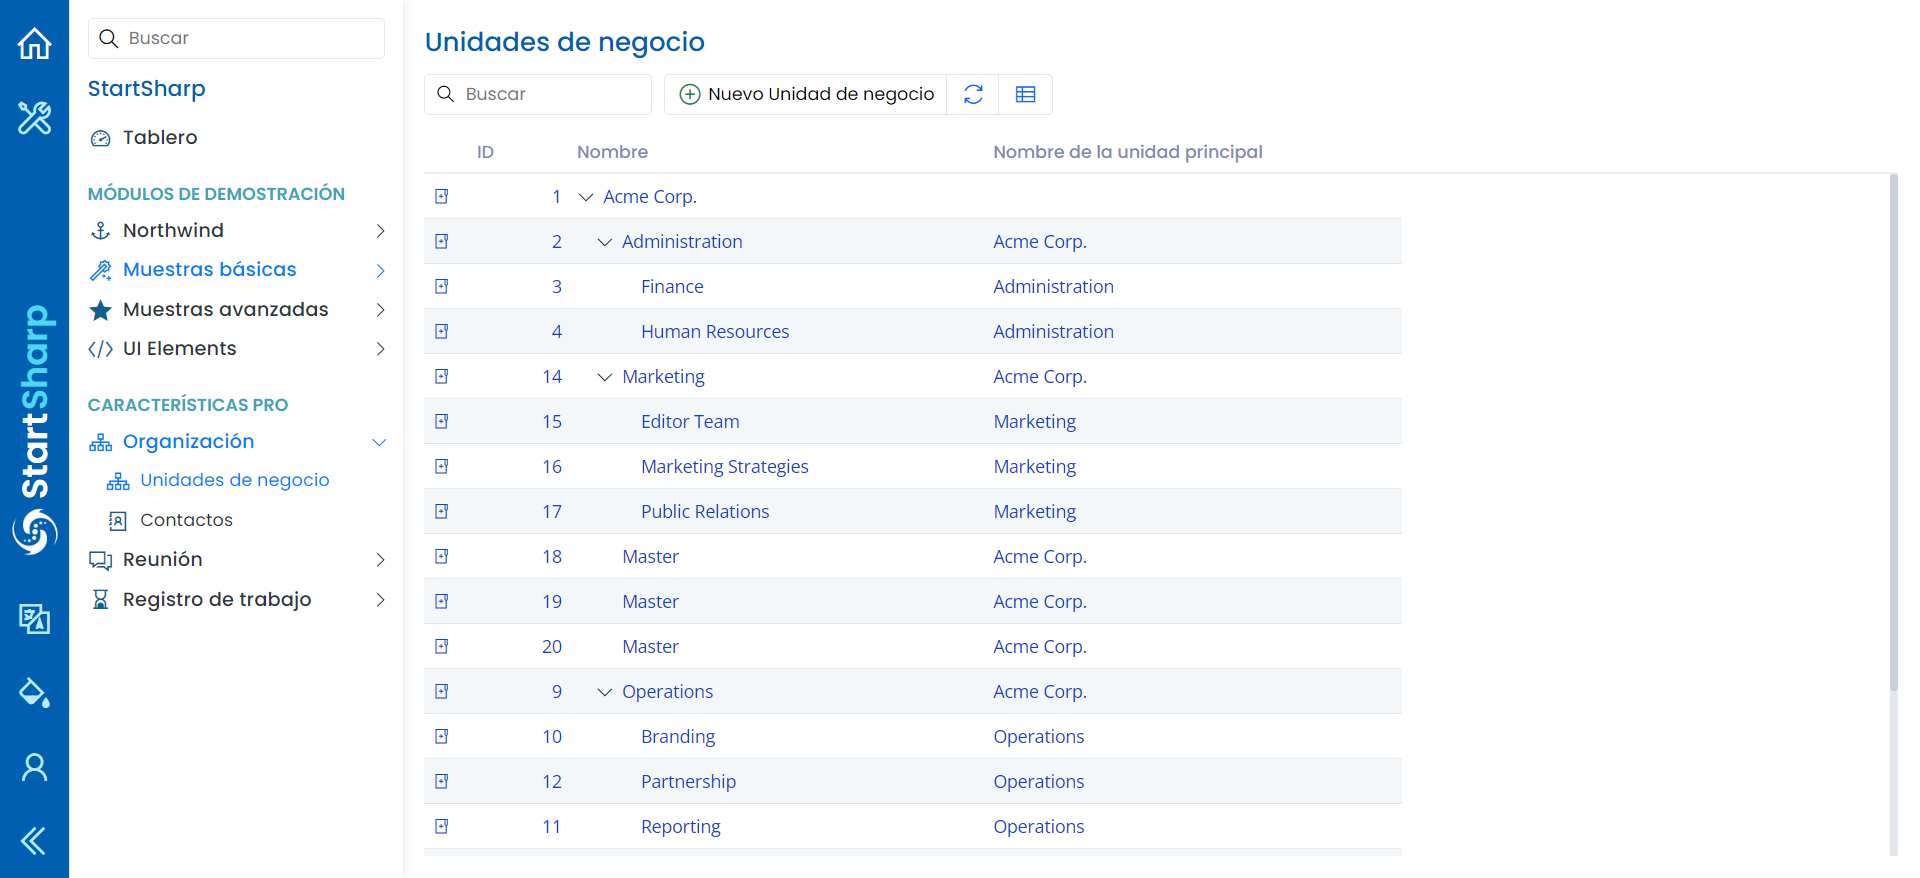 StartSharp
Buscar
StartSharp
Tablero
MÓDULOS DE DEMOSTRACIÓN
Northwind
Muestras básicas
Muestras avanzadas
UI Elements
CARACTERÍSTICAS PRO
Organización
Unidades de negocio
Contactos
Reunión
Registro de trabajo
Unidades de negocio
Buscar
Nuevo Unidad de negocio
ID Nombre Nombre de la unidad principal
1 Acme Corp.
2 Administration Acme Corp.
3 Finance Administration
4 Human Resources Administration
14 Marketing Acme Corp.
15 Editor Team Marketing
16 Marketing Strategies Marketing
17 Public Relations Marketing
18 Master Acme Corp.
19 Master Acme Corp.
20 Master Acme Corp.
9 Operations Acme Corp.
10 Branding Operations
12 Partnership Operations
11 Reporting Operations